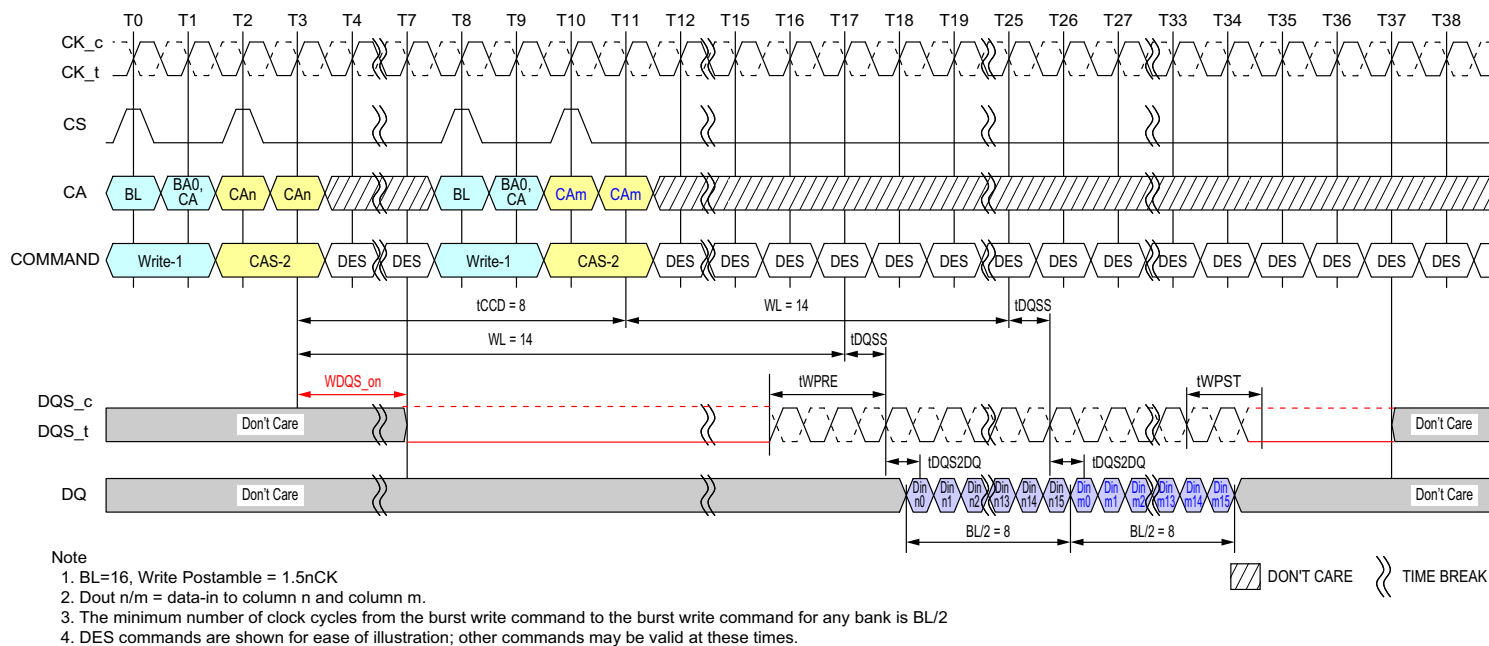 T0 T1 T2 T3 T4 T7 T8 T9 T10 T11 T12 T15 T16 T17 T18 T19 T25 T26 T27 T33 T34 T35 T36 T37 T38
CK_c
CK_t
CS
CA BL BA0, CA CAn CAn BL BA0, CA CAm CAm
COMMAND Write-1 CAS-2 DES DES Write-1 CAS-2 DES DES DES DES DES DES DES DES DES DES DES DES DES DES DES
tCCD = 8 WL = 14 tDQSS
WL = 14 tDQSS
WDQS_on tWPRE tWPST
DQS_c
DQS_t Don't Care Don't Care
tDQS2DQ tDQS2DQ
DQ Don't Care Din n0 Din n1 Din n2 Din n13 Din n14 Din n15 Din m0 Din m1 Din m2 Din m13 Din m14 Din m15 Don't Care
BL/2 = 8 BL/2 = 8
Note
1. BL=16, Write Postamble = 1.5nCK
2. Dout n/m = data-in to column n and column m.
3. The minimum number of clock cycles from the burst write command to the burst write command for any bank is BL/2
4. DES commands are shown for ease of illustration; other commands may be valid at these times.
DON'T CARE TIME BREAK